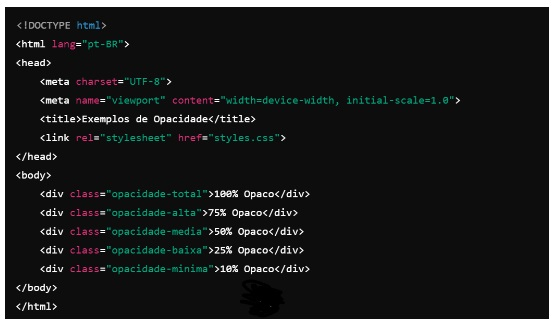 <!DOCTYPE html>
<html lang="pt-BR">
<head>
    <meta charset="UTF-8">
    <meta name="viewport" content="width=device-width, initial-scale=1.0">
    <title>Exemplos de Opacidade</title>
    <link rel="stylesheet" href="styles.css">
</head>
<body>
    <div class="opacidade-total">100% Opaco</div>
    <div class="opacidade-alta">75% Opaco</div>
    <div class="opacidade-media">50% Opaco</div>
    <div class="opacidade-baixa">25% Opaco</div>
    <div class="opacidade-minima">10% Opaco</div>
</body>
</html>